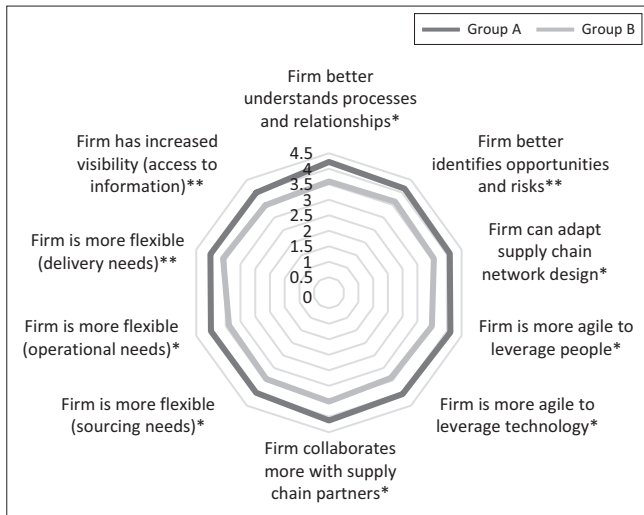 Group A
Group B
Firm better
understands processes
and relationships*
Firm has increased
visibility (access to
information)**
Firm better
identifies opportunities
and risks**
4.5
4
3.5
3
2.5
2
1.5
1
0.5
0
Firm is more flexible
(delivery needs)**
Firm can adapt
supply chain
network design*
Firm is more flexible
(operational needs)*
Firm is more agile to
leverage people*
Firm is more flexible
(sourcing needs)*
Firm is more agile to
leverage technology*
Firm collaborates
more with supply
chain partners*